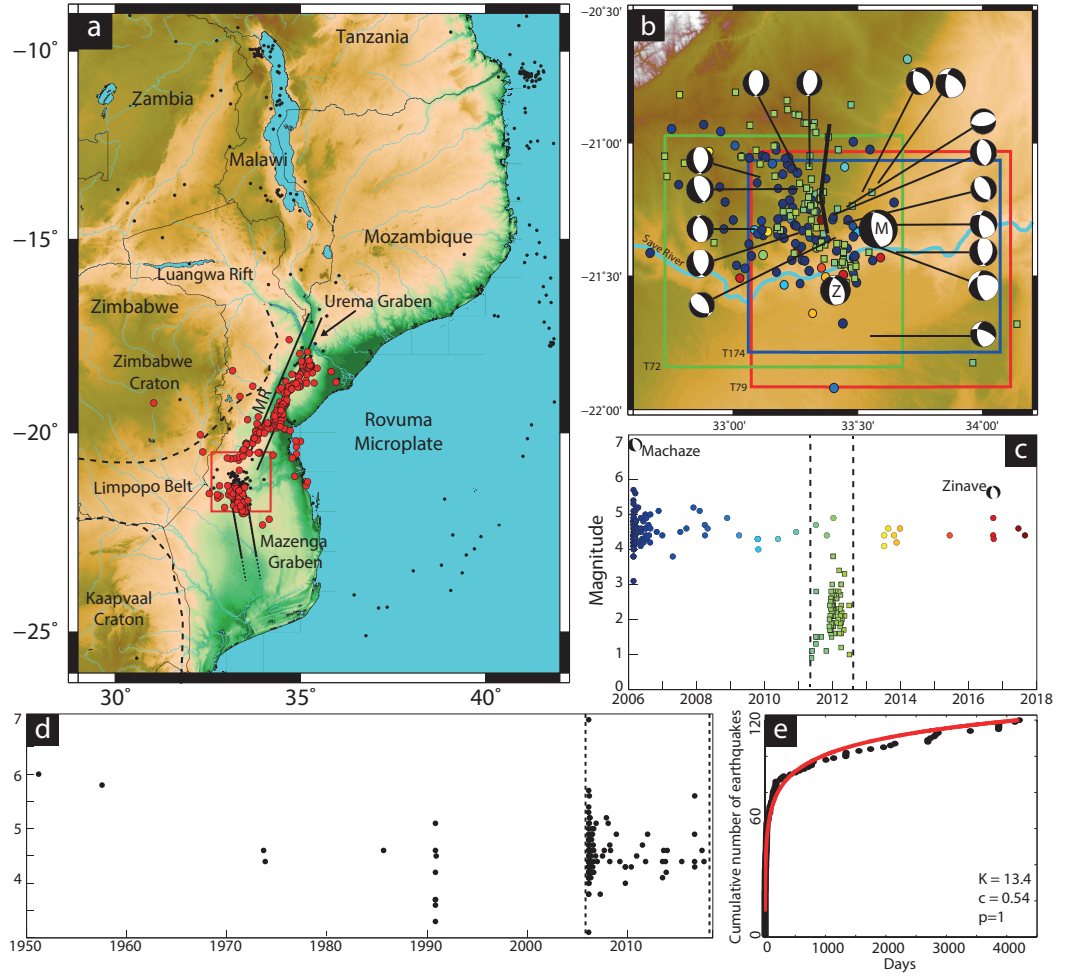 a
−10°
−15°
−20°
−25°
30°
35°
40°
Tanzania
Zambia
Malawi
Mozambique
Luangwa Rift
Urema Graben
Zimbabwe
Zimbabwe
Craton
MR
Rovuma
Microplate
Limpopo Belt
Mazenga
Graben
Kaapvaal
Craton
b
−20°30'
−21°00'
−21°30'
−22°00'
33°00'
33°30'
34°00'
Save River
M
Z
T174
T72
T79
c
Magnitude
7
6
5
4
3
2
1
0
Machaze
Zinave
2006
2008
2010
2012
2014
2016
2018
d
7
6
5
4
1950
1960
1970
1980
1990
2000
2010
e
Cumulative number of earthquakes
120
60
0
K = 13.4
c = 0.54
p=1
0
1000
2000
3000
4000
Days